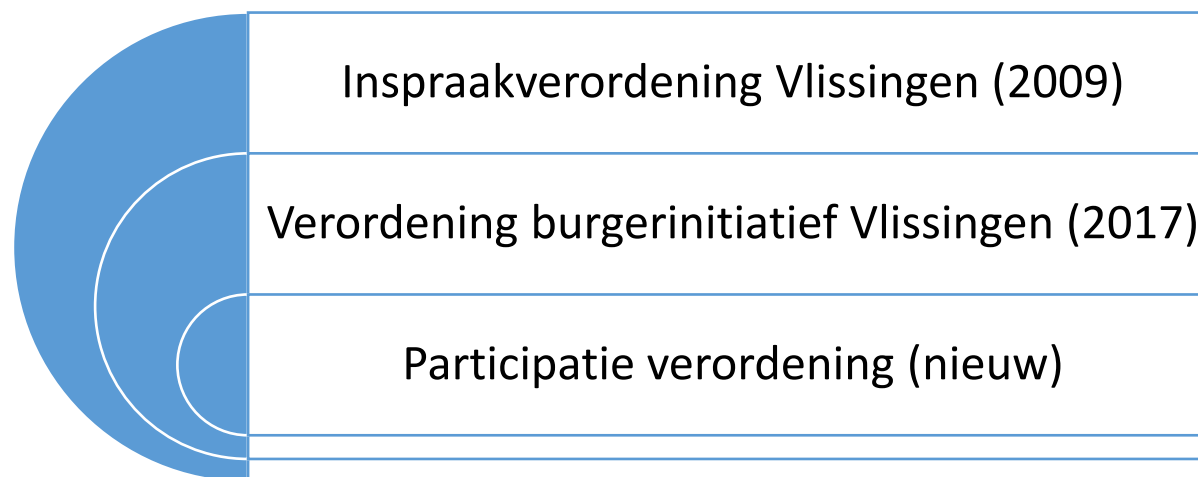 Inspraakverordening Vlissingen (2009)
Verordening burgerinitiatief Vlissingen (2017)
Participatie verordening (nieuw)